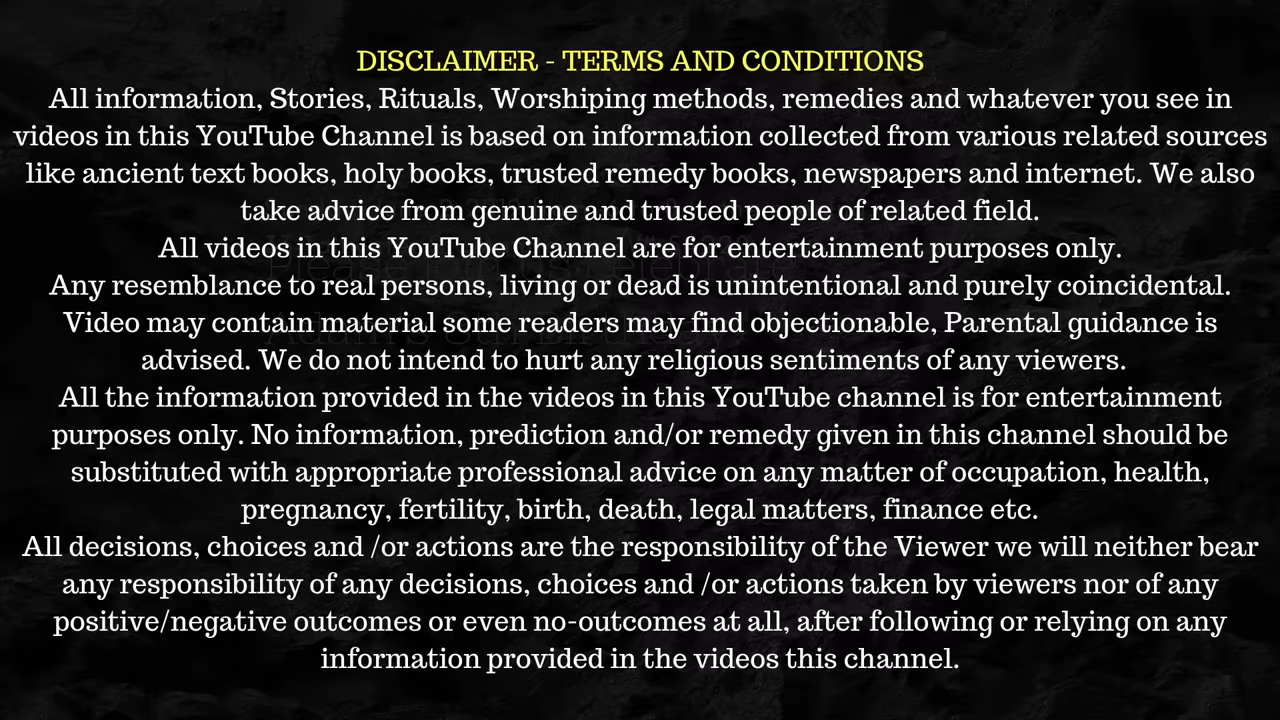 DISCLAIMER - TERMS AND CONDITIONS
All information, Stories, Rituals, Worshiping methods, remedies and whatever you see in
videos in this YouTube Channel is based on information collected from various related sources
like ancient text books, holy books, trusted remedy books, newspapers and internet. We also
take advice from genuine and trusted people of related field.
All videos in this YouTube Channel are for entertainment purposes only.
Any resemblance to real persons, living or dead is unintentional and purely coincidental.
Video may contain material some readers may find objectionable, Parental guidance is
advised. We do not intend to hurt any religious sentiments of any viewers.
All the information provided in the videos in this YouTube channel is for entertainment
purposes only. No information, prediction and/or remedy given in this channel should be
substituted with appropriate professional advice on any matter of occupation, health,
pregnancy, fertility, birth, death, legal matters, finance etc.
All decisions, choices and /or actions are the responsibility of the Viewer we will neither bear
any responsibility of any decisions, choices and /or actions taken by viewers nor of any
positive/negative outcomes or even no-outcomes at all, after following or relying on any
information provided in the videos this channel.